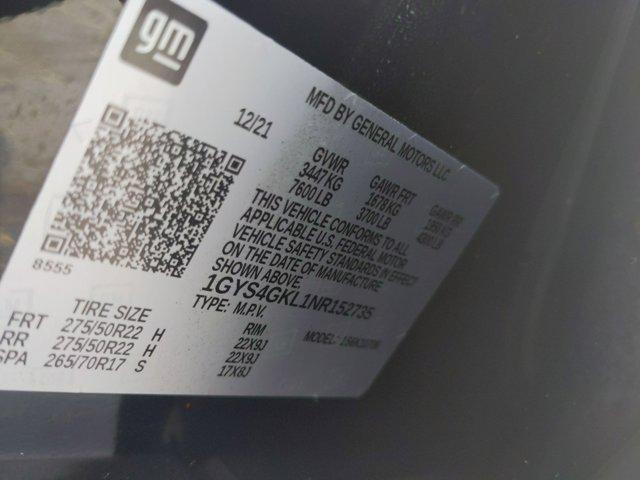 gm
MFD BY GENERAL MOTORS LLC
12/21
GVWR GAWR FRT GAWR RR
3447 KG 1678 KG
7600 LB 3700 LB
THIS VEHICLE CONFORMS TO ALL
APPLICABLE U.S. FEDERAL MOTOR
VEHICLE SAFETY STANDARDS IN EFFECT
ON THE DATE OF MANUFACTURE
SHOWN ABOVE.
8555
1GYS4GKL1NR152735
TYPE: M.P.V. MODEL:
TIRE SIZE RIM
FRT 275/50R22 H 22X9J
RR 275/50R22 H 22X9J
SPA 265/70R17 S 17X8J